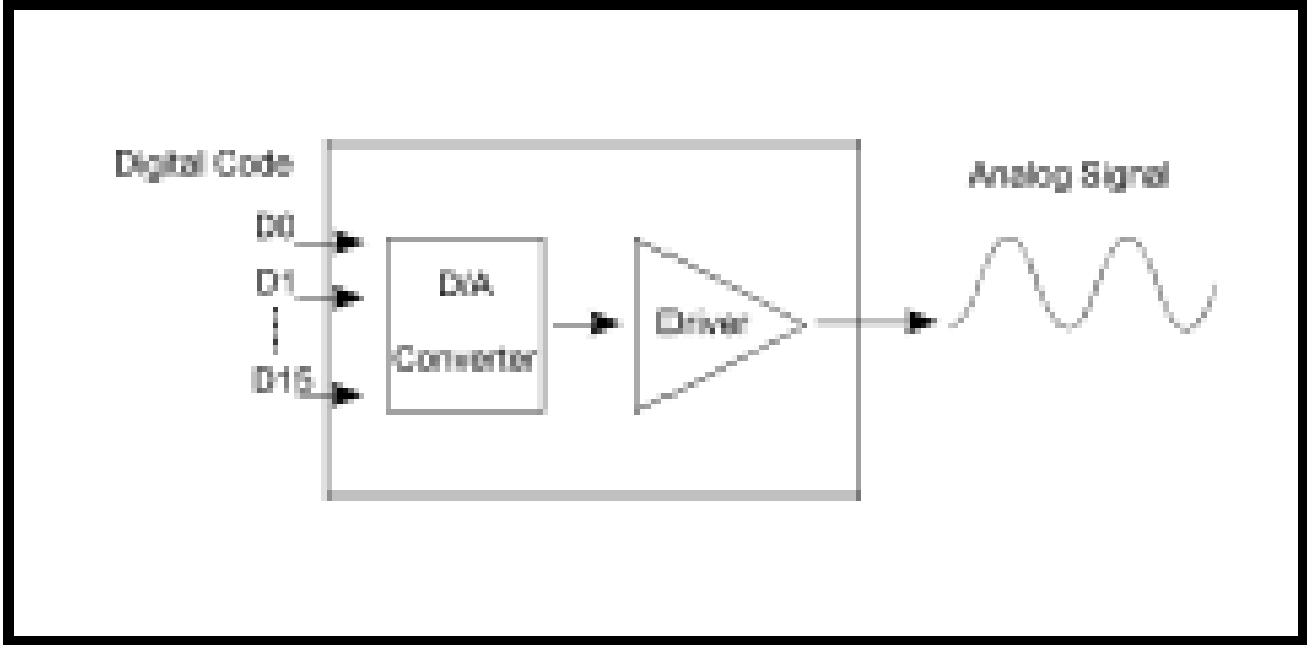 Digital Code
D0
D1
D15
D/A
Converter
Driver
Analog Signal